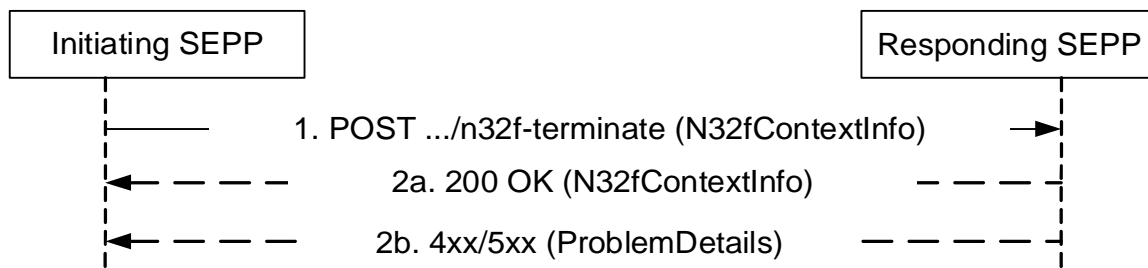 Initiating SEPP
Responding SEPP
1. POST .../n32f-terminate (N32fContextInfo)
2a. 200 OK (N32fContextInfo)
2b. 4xx/5xx (ProblemDetails)